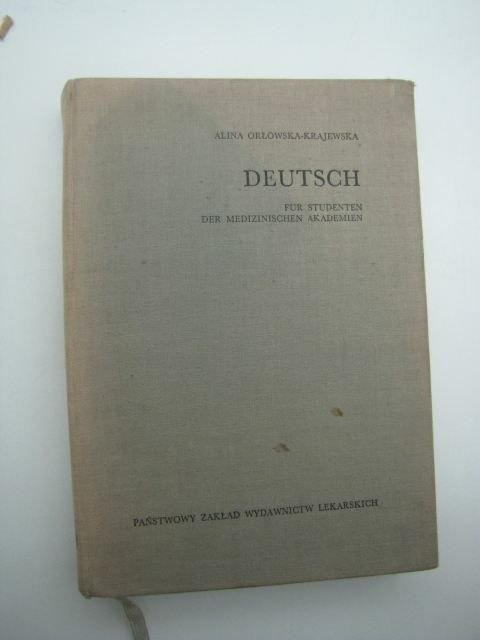 ALINA ORŁOWSKA-KRAJEWSKA
DEUTSCH
FÜR STUDENTEN
DER MEDIZINISCHEN AKADEMIEN
PAŃSTWOWY ZAKŁAD WYDAWNICTW LEKARSKICH